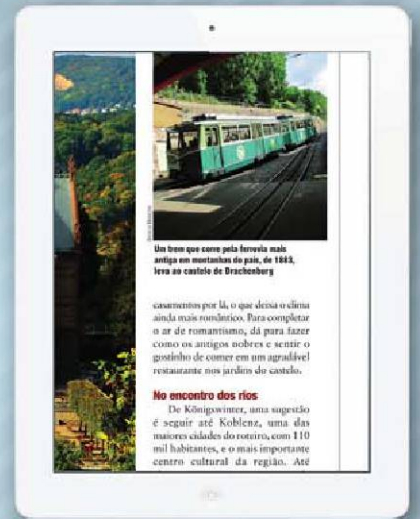 Um trem que corre pela ferrovia mais
antiga em montanhas do país, de 1883,
leva ao castelo de Drachenburg
casamentos por lá, o que deixa o clima
ainda mais romântico. Para completar
o ar de romantismo, dá para fazer
como os antigos nobres e sentir o
gostinho de comer em um agradável
restaurante nos jardins do castelo.
No encontro dos rios
De Königswinter, uma sugestão
é seguir até Koblenz, uma das
maiores cidades do roteiro, com 110
mil habitantes, e o mais importante
centro cultural da região. Até